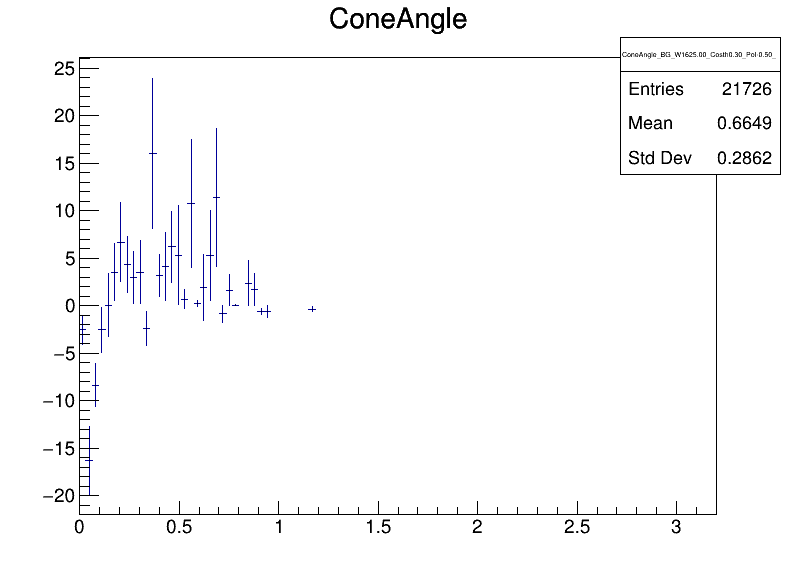 ConeAngle
ConeAngle_BG_W1625.00_Costh0.30_Pol-0.50_
Entries 21726
Mean 0.6649
Std Dev 0.2862
25
20
15
10
5
0
−5
−10
−15
−20
0 0.5 1 1.5 2 2.5 3